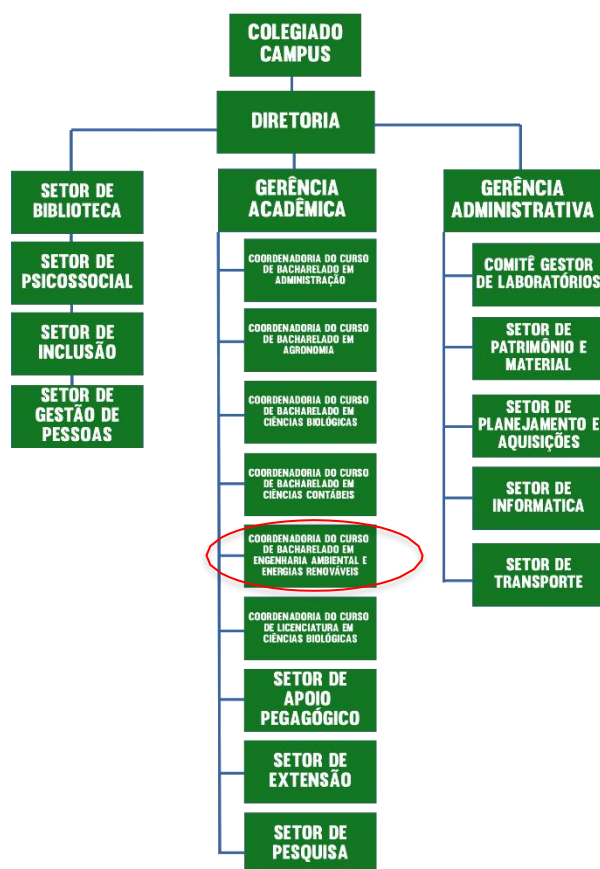 COLEGIADO
CAMPUS
DIRETORIA
SETOR DE
BIBLIOTECA
SETOR DE
PSICOSSOCIAL
SETOR DE
INCLUSÃO
SETOR DE
GESTÃO DE
PESSOAS
GERÊNCIA
ACADÊMICA
COORDENADORIA DO CURSO
DE BACHARELADO EM
ADMINISTRAÇÃO
COORDENADORIA DO CURSO
DE BACHARELADO EM
AGRONOMIA
COORDENADORIA DO CURSO
DE BACHARELADO EM
CIÊNCIAS BIOLÓGICAS
COORDENADORIA DO CURSO
DE BACHARELADO EM
CIÊNCIAS CONTÁBEIS
COORDENADORIA DO CURSO
DE BACHARELADO EM
ENGENHARIA AMBIENTAL E
ENERGIAS RENOVÁVEIS
COORDENADORIA DO CURSO
DE LICENCIATURA EM
CIÊNCIAS BIOLÓGICAS
SETOR DE
APOIO
PEGAGÓGICO
SETOR DE
EXTENSÃO
SETOR DE
PESQUISA
GERÊNCIA
ADMINISTRATIVA
COMITÊ GESTOR
DE LABORATÓRIOS
SETOR DE
PATRIMÔNIO E
MATERIAL
SETOR DE
PLANEJAMENTO E
AQUISIÇÕES
SETOR DE
INFORMATICA
SETOR DE
TRANSPORTE